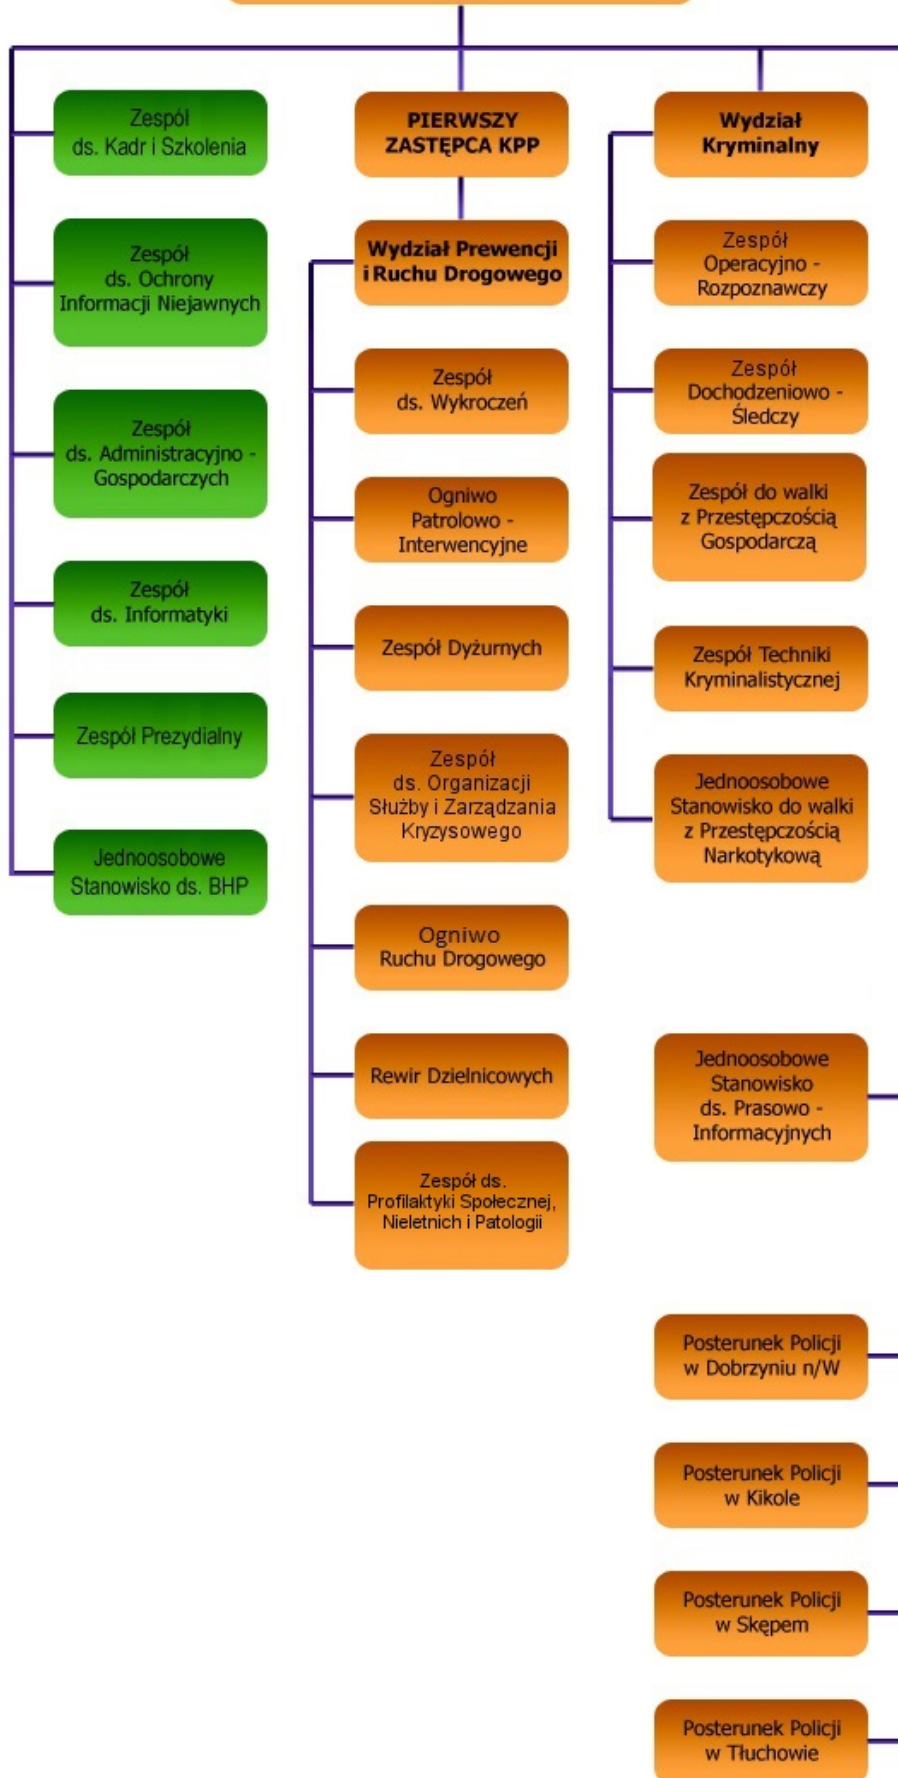 Zespół
ds. Kadr i Szkolenia
Zespół
ds. Ochrony
Informacji Niejawnych
Zespół
ds. Administracyjno -
Gospodarczych
Zespół
ds. Informatyki
Zespół Prezydialny
Jednoosobowe
Stanowisko ds. BHP
PIERWSZY
ZASTĘPCA KPP
Wydział Prewencji
i Ruchu Drogowego
Zespół
ds. Wykroczeń
Ogniwo
Patrolowo -
Interwencyjne
Zespół Dyżurnych
Zespół
ds. Organizacji
Służby i Zarządzania
Kryzysowego
Ogniwo
Ruchu Drogowego
Rewir Dzielnicowych
Zespół ds.
Profilaktyki Społecznej,
Nieletnich i Patologii
Wydział
Kryminalny
Zespół
Operacyjno -
Rozpoznawczy
Zespół
Dochodzeniowo -
Śledczy
Zespół do walki
z Przestępczością
Gospodarczą
Zespół Techniki
Kryminalistycznej
Jednoosobowe
Stanowisko do walki
z Przestępczością
Narkotykową
Jednoosobowe
Stanowisko
ds. Prasowo -
Informacyjnych
Posterunek Policji
w Dobrzyniu n/W
Posterunek Policji
w Kikole
Posterunek Policji
w Skępem
Posterunek Policji
w Tłuchowie